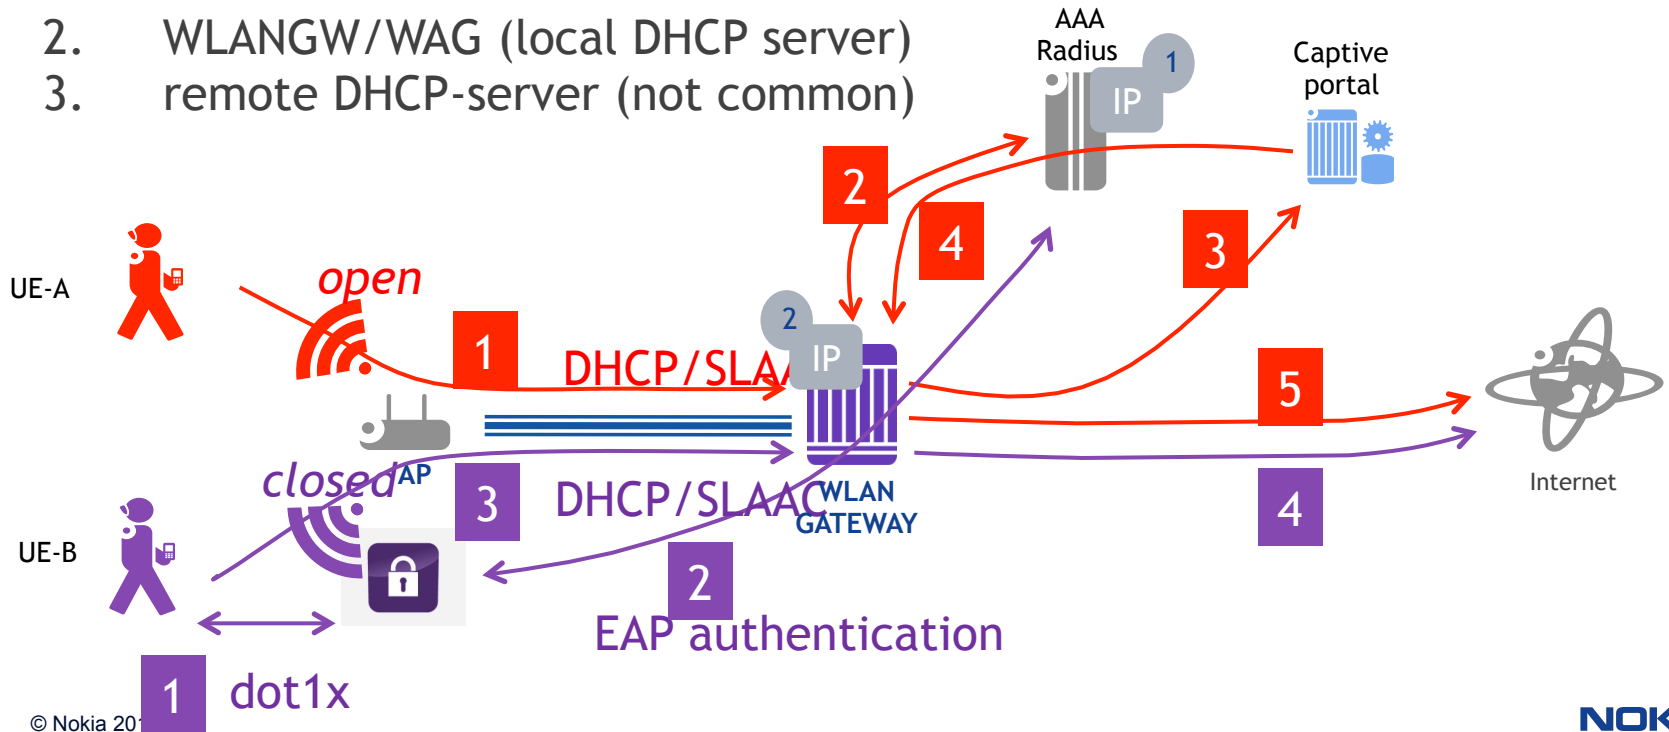 2. WLANGW/WAG (local DHCP server)
3. remote DHCP-server (not common)
AAA
Radius
1
IP
Captive
portal
2
4
3
UE-A
open
1
DHCP/SLAA
2
IP
5
AP
closed
3
DHCP/SLAAC
WLAN
GATEWAY
4
Internet
UE-B
2
EAP authentication
1
dot1x
© Nokia 20
NOK